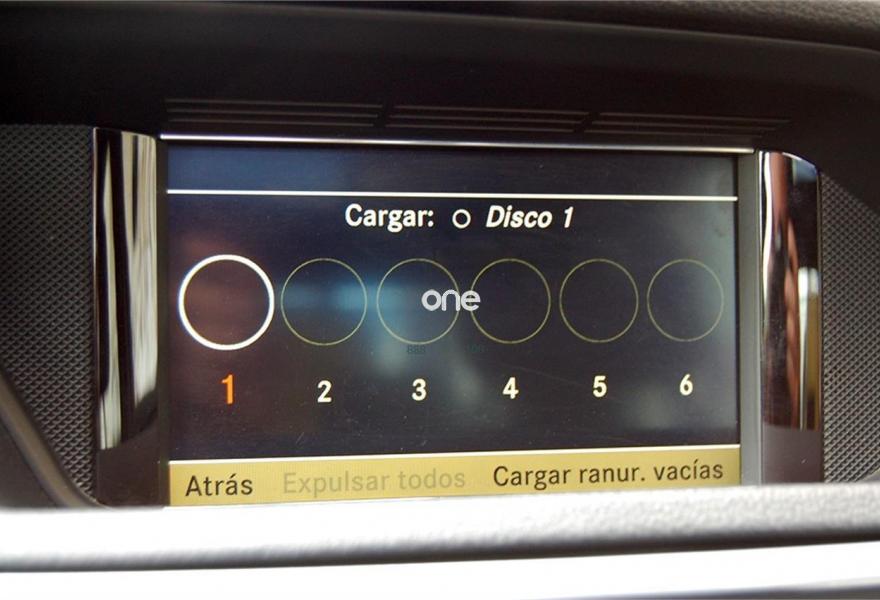 Cargar: Disco 1
one
1 2 3 4 5 6
Atrás Expulsar todos Cargar ranur. vacías